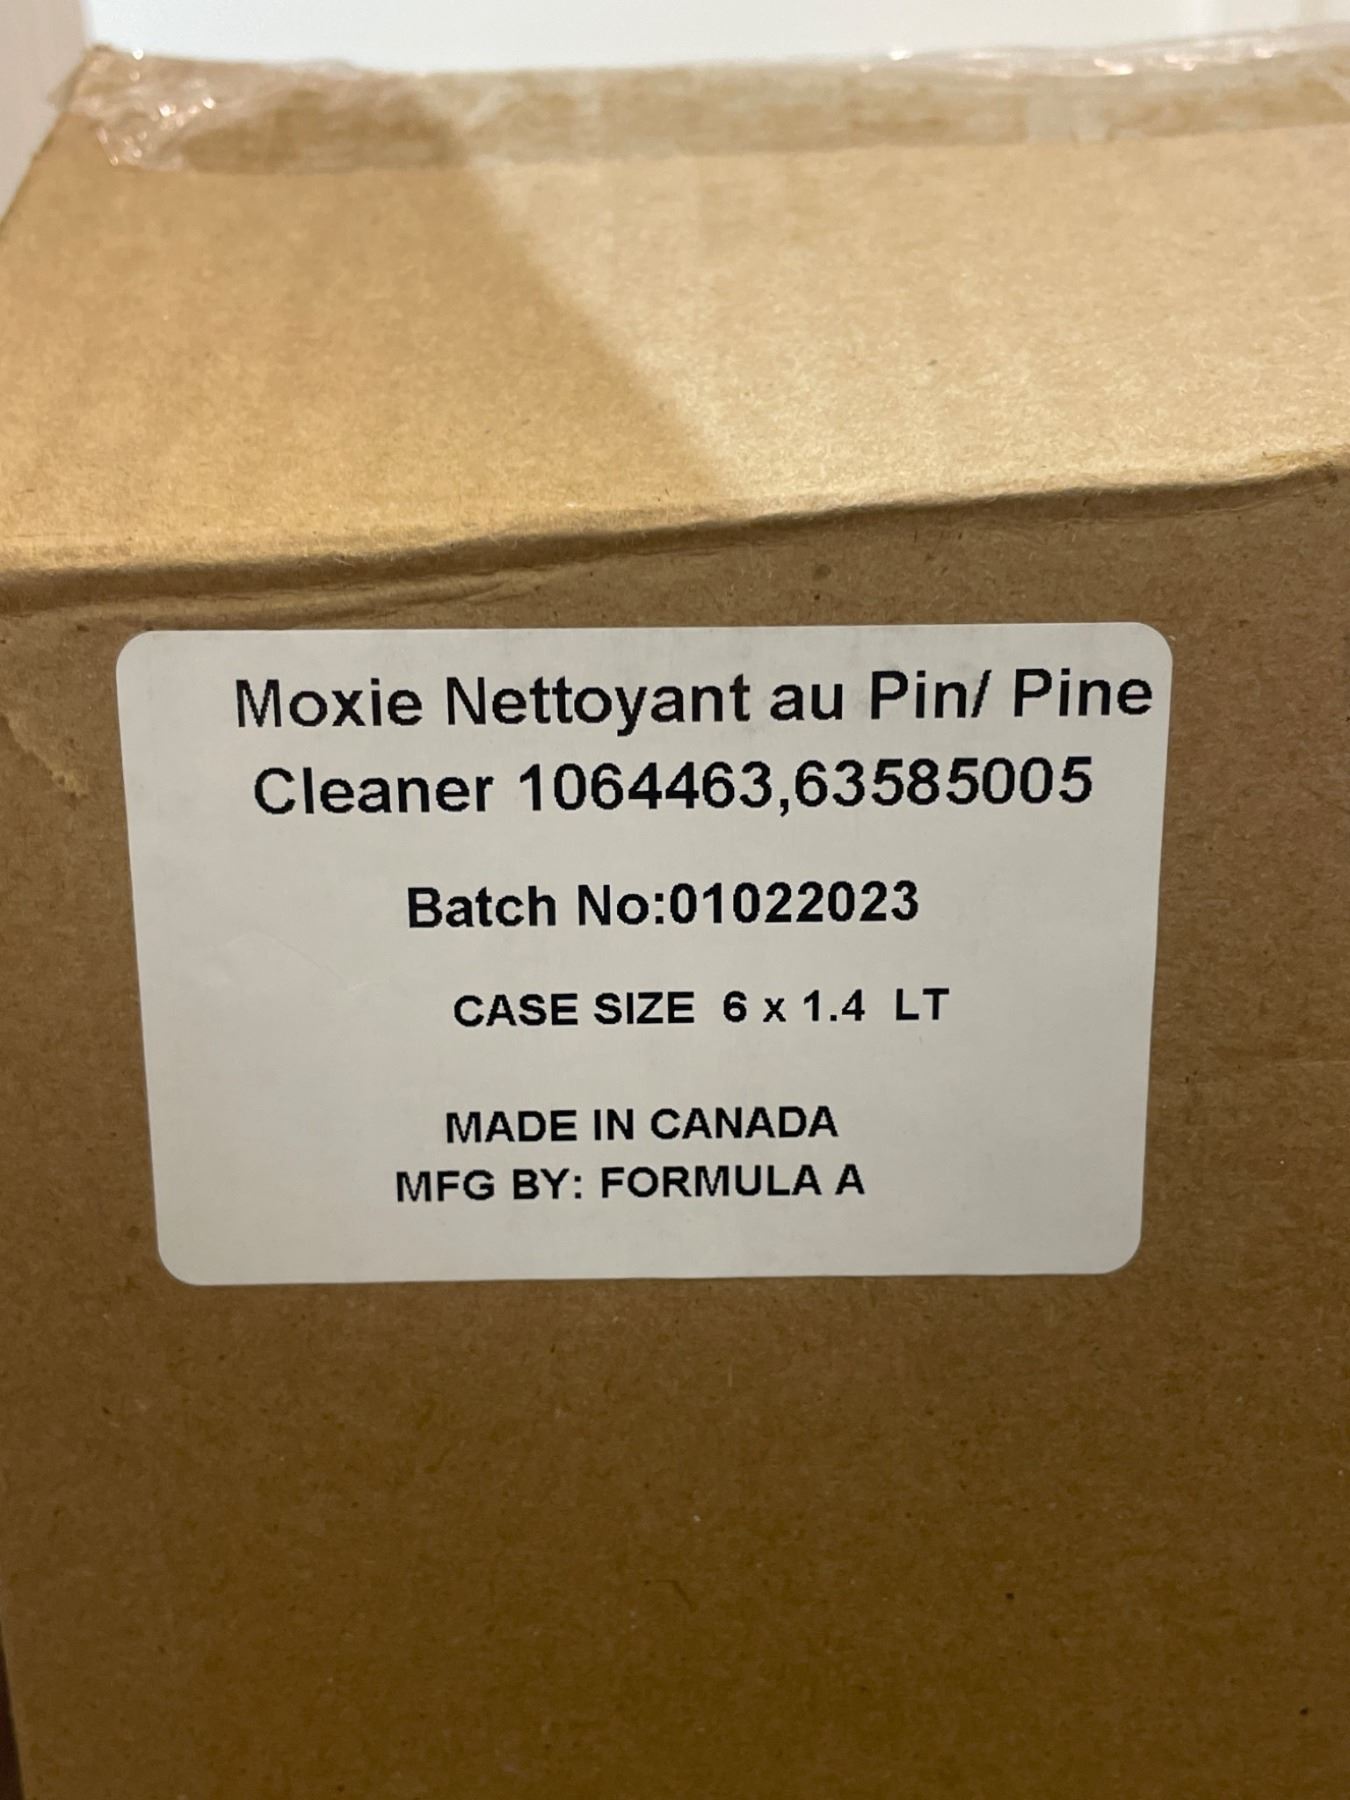 Moxie Nettoyant au Pin/ Pine
Cleaner 1064463,63585005
Batch No:01022023
CASE SIZE 6 x 1.4 LT
MADE IN CANADA
MFG BY: FORMULA A